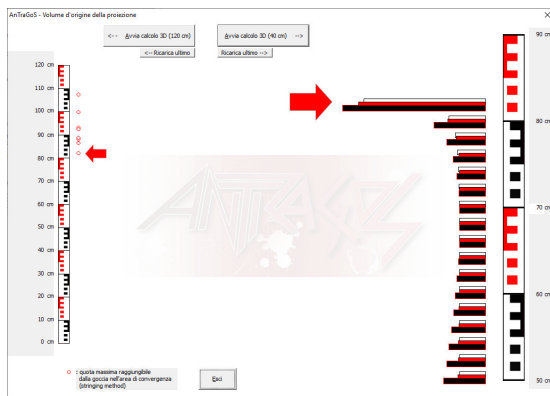 AnTraGoS - Volume d'origine della proiezione
<-- Avvia calcolo 3D (120 cm)
Avvia calcolo 3D (40 cm) -->
<-- Ricarica ultimo
Ricarica ultimo -->
120 cm
110 cm
100 cm
90 cm
80 cm
70 cm
60 cm
50 cm
40 cm
30 cm
20 cm
10 cm
0 cm
90 cm
80 cm
70 cm
60 cm
50 cm
ANTRAGOS
: quota massima raggiungibile
dalla goccia nell'area di convergenza
(stringing method)
Esci